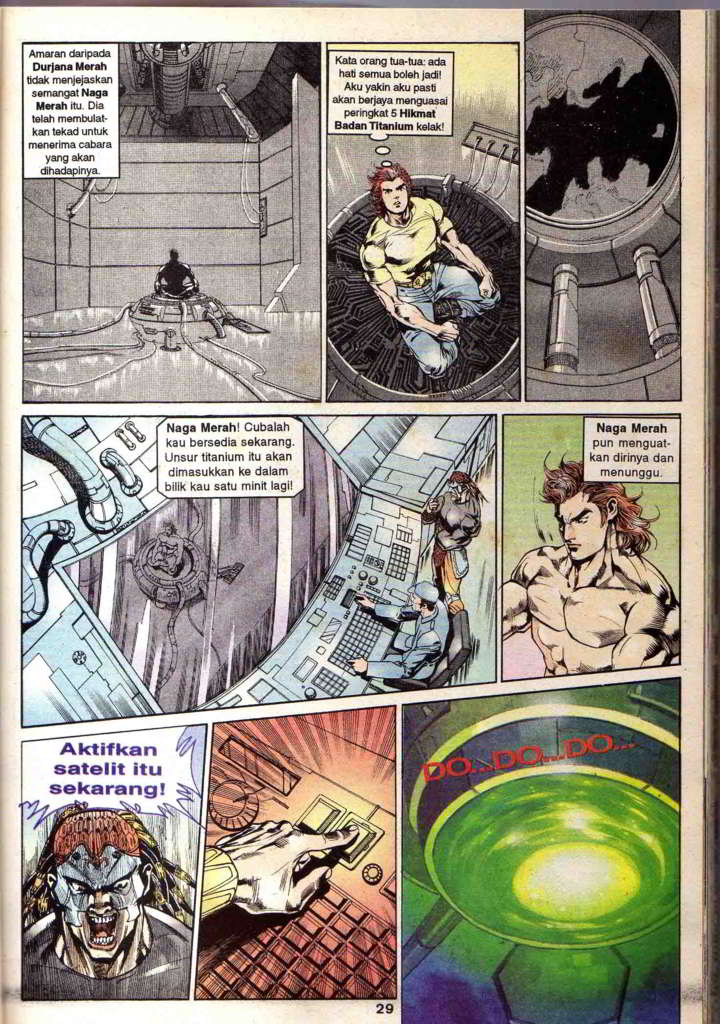 Amaran daripada
Durjana Merah
tidak menjejaskan
semangat Naga
Merah itu. Dia
telah membulat-
kan tekad untuk
menerima cabara
yang akan
dihadapinya.
Kata orang tua-tua: ada
hati semua boleh jadi!
Aku yakin aku pasti
akan berjaya menguasai
peringkat 5 Hikmat
Badan Titanium kelak!
Naga Merah! Cubalah
kau bersedia sekarang.
Unsur titanium itu akan
dimasukkan ke dalam
bilik kau satu minit lagi!
Naga Merah
pun menguat-
kan dirinya dan
menunggu.
Aktifkan
satelit itu
sekarang!
DO...DO...DO...
29